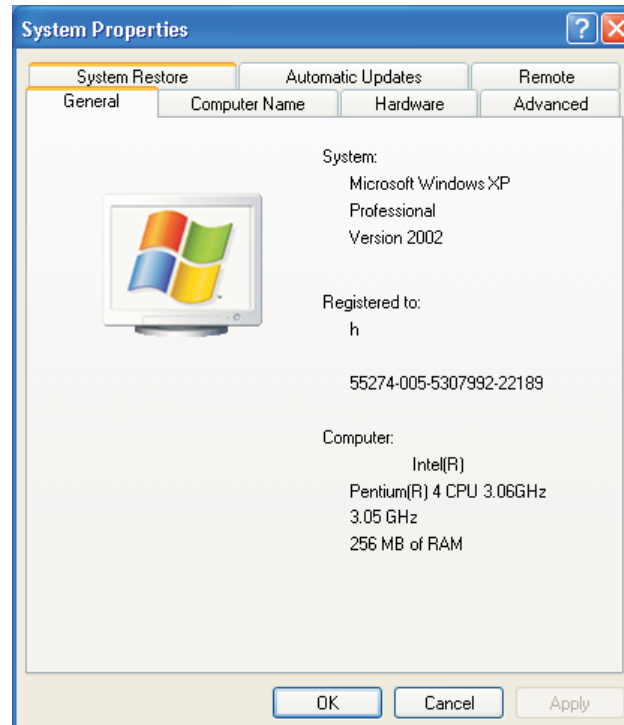 System Properties
System Restore Automatic Updates Remote
General Computer Name Hardware Advanced
System:
Microsoft Windows XP
Professional
Version 2002
Registered to:
h
55274-005-5307992-22189
Computer:
Intel(R)
Pentium(R) 4 CPU 3.06GHz
3.05 GHz
256 MB of RAM
OK Cancel Apply